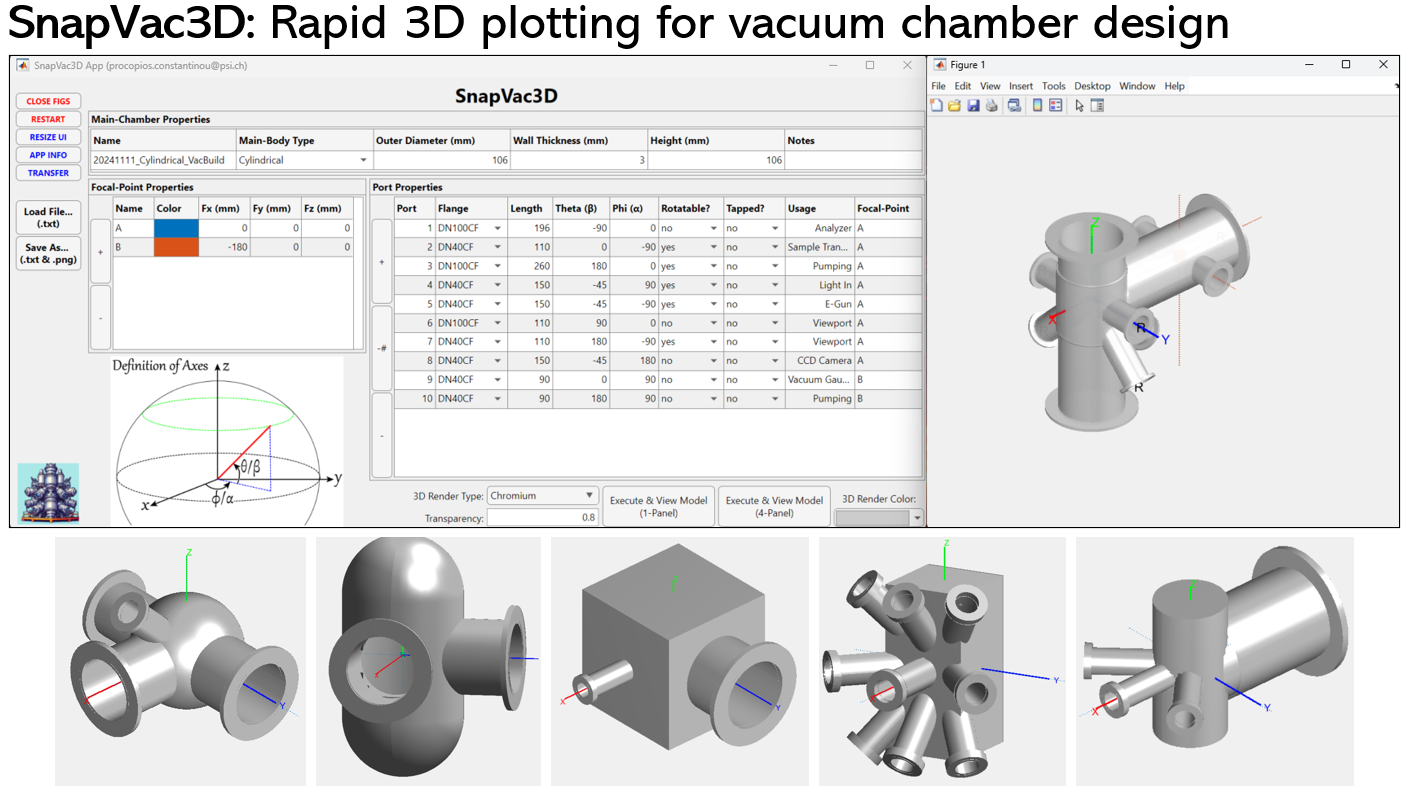 SnapVac3D: Rapid 3D plotting for vacuum chamber design
SnapVac3D App (procopios.constantinou@psi.ch)
SnapVac3D
CLOSE FIGS
RESTART
RESIZE UI
APP INFO
TRANSFER
Load File... (.txt)
Save As... (.txt & .png)
Main-Chamber Properties
Name Main-Body Type Outer Diameter (mm) Wall Thickness (mm) Height (mm) Notes
20241111_Cylindrical_VacBuild Cylindrical 106 3 106
Focal-Point Properties
Name Color Fx (mm) Fy (mm) Fz (mm)
A 0 0 0
B -180 0 0
+
-
Port Properties
Port Flange Length Theta (β) Phi (α) Rotatable? Tapped? Usage Focal-Point
1 DN100CF 196 -90 0 no no Analyzer A
2 DN40CF 110 0 -90 yes no Sample Tran... A
3 DN100CF 260 180 0 yes no Pumping A
4 DN40CF 150 -45 90 yes no Light In A
5 DN40CF 150 -45 -90 yes no E-Gun A
6 DN100CF 110 90 0 no no Viewport A
7 DN40CF 110 180 -90 yes no Viewport A
8 DN40CF 150 -45 180 no no CCD Camera A
9 DN40CF 90 0 90 no no Vacuum Gau... B
10 DN40CF 90 180 90 no no Pumping B
+
-#
-
Definition of Axes
z
θ/β
y
x
ϕ/α
3D Render Type: Chromium
Transparency: 0.8
Execute & View Model (1-Panel)
Execute & View Model (4-Panel)
3D Render Color:
Figure 1
File Edit View Insert Tools Desktop Window Help
Z
X
R
Y
R
Z
X
Y
Z
X
Z
X
Y
Z
X
Y
Z
X
Y